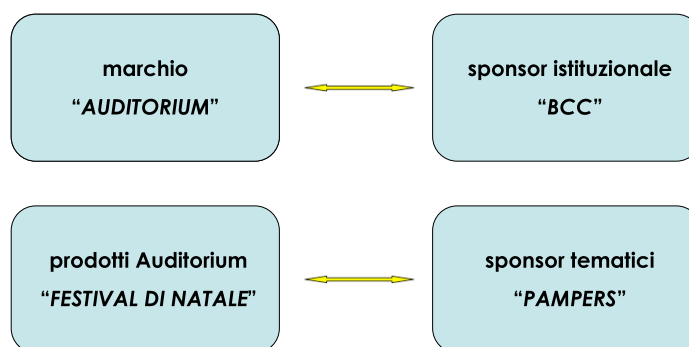 marchio
“AUDITORIUM”
sponsor istituzionale
“BCC”
prodotti Auditorium
“FESTIVAL DI NATALE”
sponsor tematici
“PAMPERS”